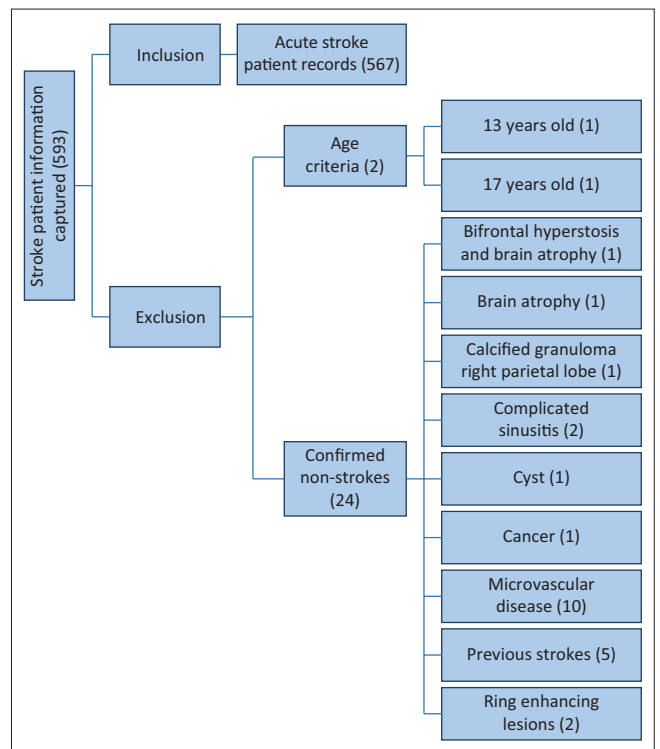 Stroke patient information
captured (593)
Inclusion
Acute stroke
patient records (567)
Exclusion
Age
criteria (2)
13 years old (1)
17 years old (1)
Confirmed
non-strokes
(24)
Bifrontal hyperstosis
and brain atrophy (1)
Brain atrophy (1)
Calcified granuloma
right parietal lobe (1)
Complicated
sinusitis (2)
Cyst (1)
Cancer (1)
Microvascular
disease (10)
Previous strokes (5)
Ring enhancing
lesions (2)